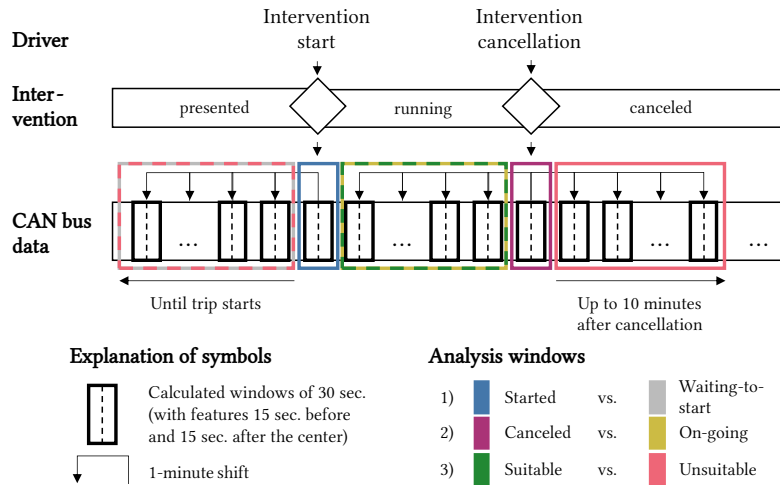 Driver
Intervention
start
Intervention
cancellation
Inter-
vention
presented
running
canceled
CAN bus
data
...
...
...
...
Until trip starts
Up to 10 minutes
after cancellation
Explanation of symbols
Calculated windows of 30 sec.
(with features 15 sec. before
and 15 sec. after the center)
1-minute shift
Analysis windows
1) Started vs. Waiting-to-
start
2) Canceled vs. On-going
3) Suitable vs. Unsuitable